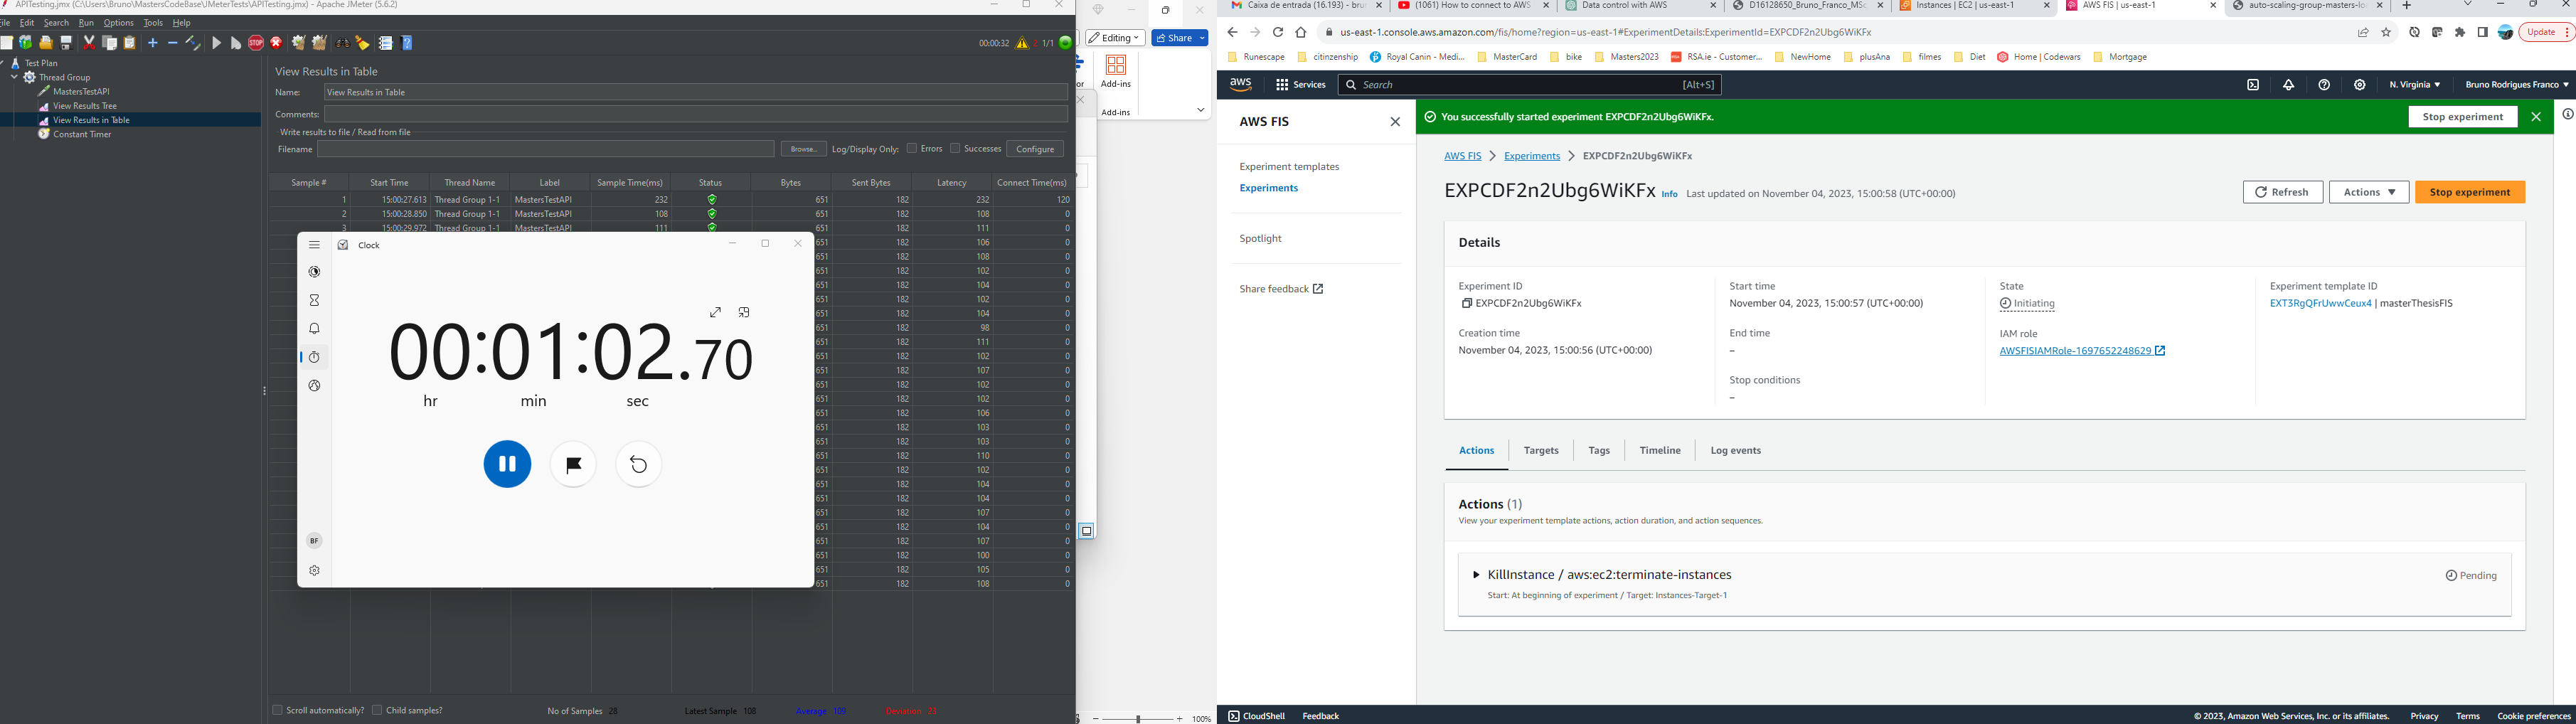 APITesting.jmx (C:\Users\Bruno\MastersCodeBase\JMeterTests\APITesting.jmx) - Apache JMeter (5.6.2)
File Edit Search Run Options Tools Help
00:00:32 1/1
Test Plan
Thread Group
MastersTestAPI
View Results Tree
View Results in Table
Constant Timer
View Results in Table
Name: View Results in Table
Comments:
Write results to file / Read from file
Filename Browse... Log/Display Only: Errors Successes Configure
Sample # Start Time Thread Name Label Sample Time(ms) Status Bytes Sent Bytes Latency Connect Time(ms)
1 15:00:27.613 Thread Group 1-1 MastersTestAPI 232 651 182 232 120
2 15:00:28.850 Thread Group 1-1 MastersTestAPI 108 651 182 108 0
3 15:00:29.972 Thread Group 1-1 MastersTestAPI 111 651 182 111 0
651 182 106 0
651 182 108 0
651 182 102 0
651 182 104 0
651 182 102 0
651 182 104 0
651 182 98 0
651 182 111 0
651 182 102 0
651 182 107 0
651 182 102 0
651 182 102 0
651 182 106 0
651 182 103 0
651 182 103 0
651 182 110 0
651 182 102 0
651 182 104 0
651 182 104 0
651 182 107 0
651 182 104 0
651 182 107 0
651 182 100 0
651 182 105 0
651 182 108 0
Clock
00:01:02.70
hr min sec
BF
Scroll automatically? Child samples? No of Samples 28 Latest Sample 108 Average 109 Deviation 23
Editing Share
Add-ins
Add-ins
100%
Caixa de entrada (16.193) - bru
(1061) How to connect to AWS
Data control with AWS
D16128650_Bruno_Franco_MSc
Instances | EC2 | us-east-1
AWS FIS | us-east-1
auto-scaling-group-masters-lo
us-east-1.console.aws.amazon.com/fis/home?region=us-east-1#ExperimentDetails:ExperimentId=EXPCDF2n2Ubg6WiKFx
Update
Runescape citinzenship Royal Canin - Medi... MasterCard bike Masters2023 RSA.ie - Customer... NewHome plusAna filmes Diet Home | Codewars Mortgage
aws Services Search [Alt+S] N. Virginia Bruno Rodrigues Franco
AWS FIS
Experiment templates
Experiments
Spotlight
Share feedback
You successfully started experiment EXPCDF2n2Ubg6WiKFx. Stop experiment
AWS FIS Experiments EXPCDF2n2Ubg6WiKFx
EXPCDF2n2Ubg6WiKFx Info Last updated on November 04, 2023, 15:00:58 (UTC+00:00) Refresh Actions Stop experiment
Details
Experiment ID
EXPCDF2n2Ubg6WiKFx
Creation time
November 04, 2023, 15:00:56 (UTC+00:00)
Start time
November 04, 2023, 15:00:57 (UTC+00:00)
End time
–
Stop conditions
–
State
Initiating
IAM role
AWSFISIAMRole-1697652248629
Experiment template ID
EXT3RgQFrUwwCeux4 | masterThesisFIS
Actions Targets Tags Timeline Log events
Actions (1)
View your experiment template actions, action duration, and action sequences.
KillInstance / aws:ec2:terminate-instances Pending
Start: At beginning of experiment / Target: Instances-Target-1
CloudShell Feedback © 2023, Amazon Web Services, Inc. or its affiliates. Privacy Terms Cookie preferences